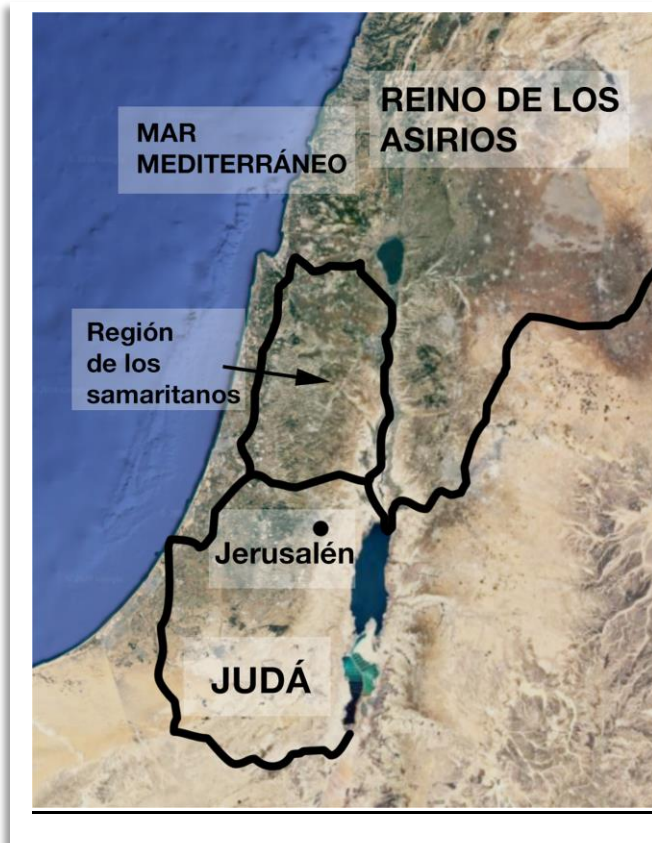 REINO DE LOS
ASIRIOS
MAR
MEDITERRÁNEO
Región
de los
samaritanos
Jerusalén
JUDÁ